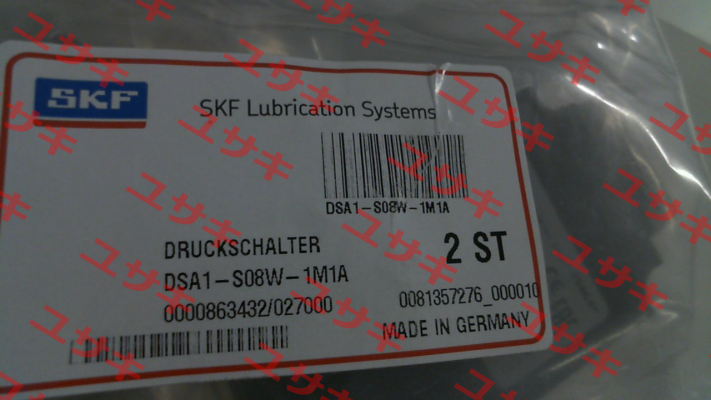 SKF
SKF Lubrication Systems
DSA1-S08W-1M1A
DRUCKSCHALTER
2 ST
DSA1-S08W-1M1A
0000863432/027000
0081357276_000010
MADE IN GERMANY
ユサキ